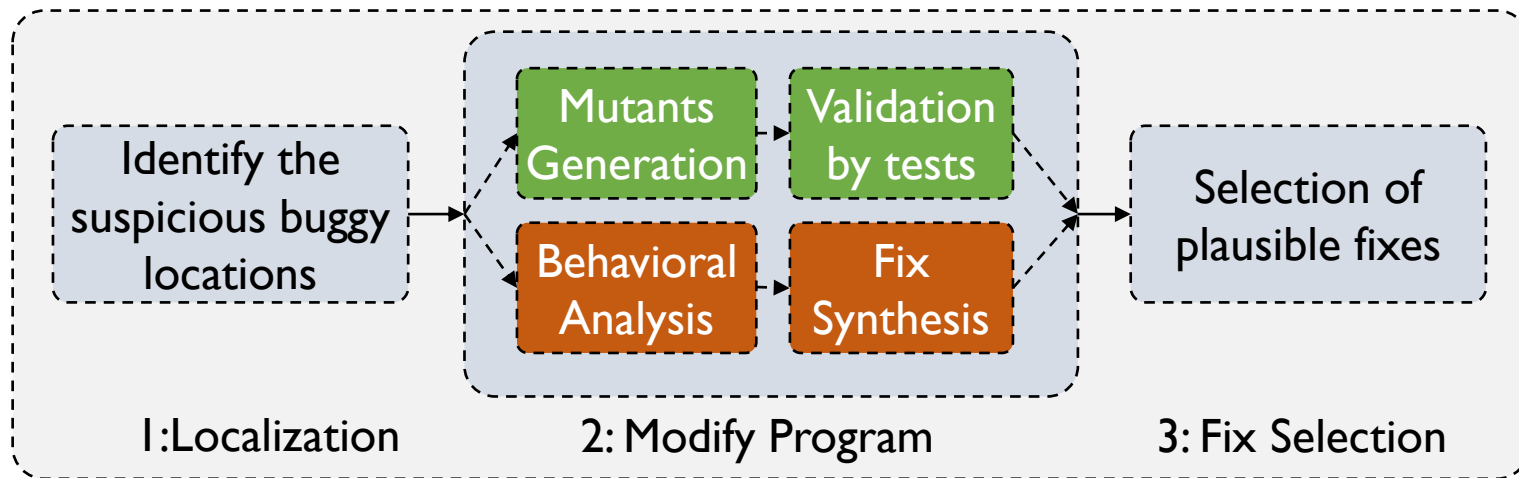 Identify the
suspicious buggy
locations
Mutants
Generation
Validation
by tests
Behavioral
Analysis
Fix
Synthesis
Selection of
plausible fixes
1:Localization
2: Modify Program
3: Fix Selection